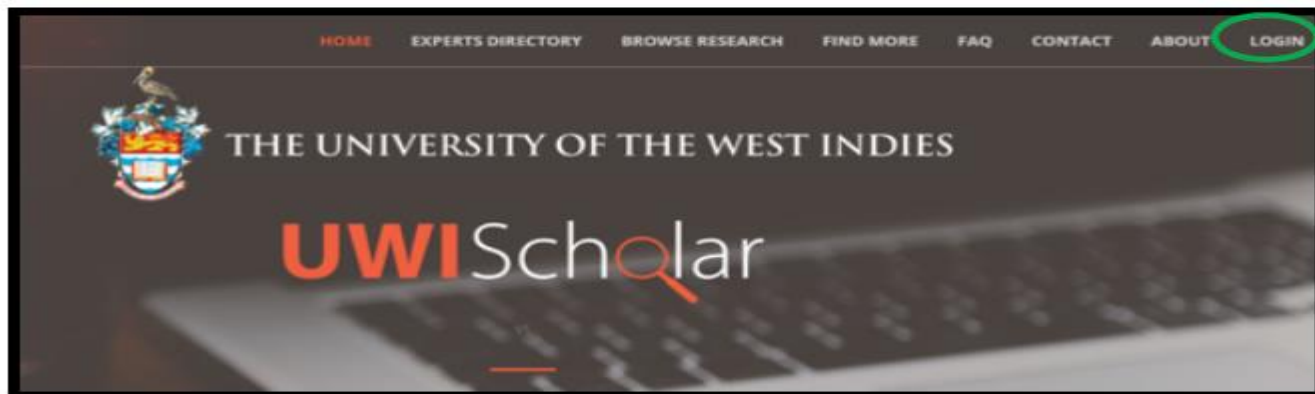 HOME EXPERTS DIRECTORY BROWSE RESEARCH FIND MORE FAQ CONTACT ABOUT LOGIN
THE UNIVERSITY OF THE WEST INDIES
UWIScholar